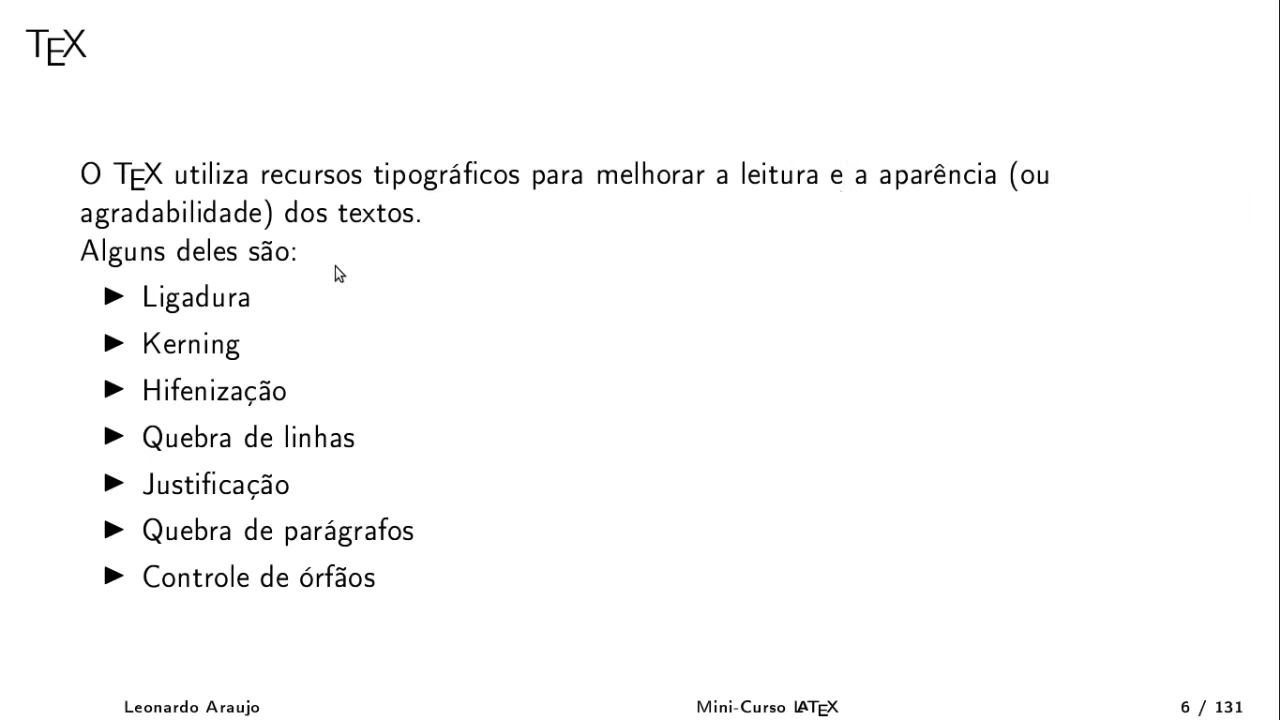 TEX
O TEX utiliza recursos tipográficos para melhorar a leitura e a aparência (ou
agradabilidade) dos textos.
Alguns deles são:
▶ Ligadura
▶ Kerning
▶ Hifenização
▶ Quebra de linhas
▶ Justificação
▶ Quebra de parágrafos
▶ Controle de órfãos
Leonardo Araujo Mini-Curso LATEX 6 / 131